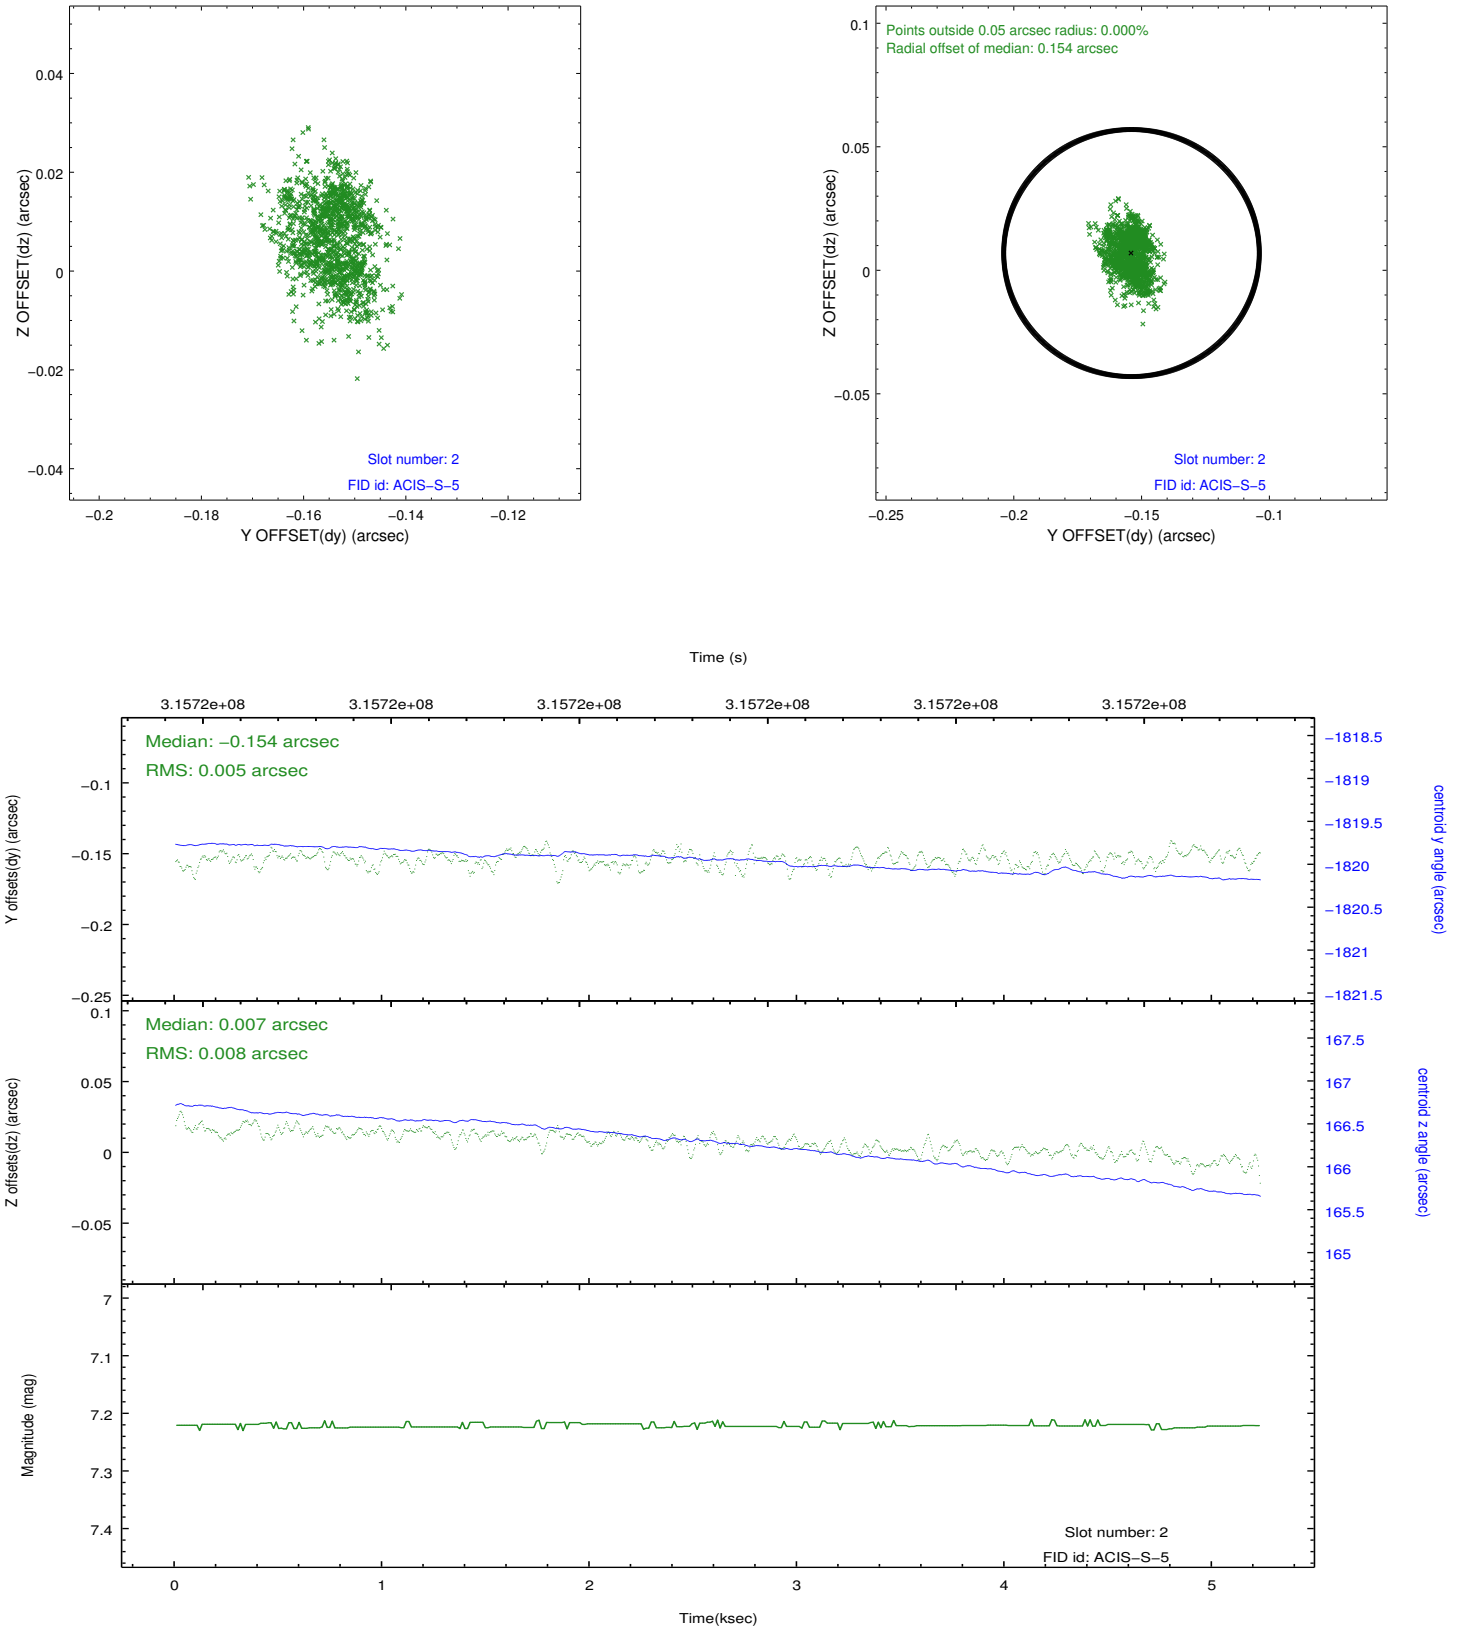 0.04
0.02
0
−0.02
−0.04
Z OFFSET(dz) (arcsec)
Slot number: 2
FID id: ACIS−S−5
−0.2
−0.18
−0.16
−0.14
−0.12
Y OFFSET(dy) (arcsec)
Points outside 0.05 arcsec radius: 0.000%
Radial offset of median: 0.154 arcsec
0.1
0.05
0
−0.05
Z OFFSET(dz) (arcsec)
Slot number: 2
FID id: ACIS−S−5
−0.25
−0.2
−0.15
−0.1
Y OFFSET(dy) (arcsec)
Time (s)
3.1572e+08
3.1572e+08
3.1572e+08
3.1572e+08
3.1572e+08
3.1572e+08
Median: −0.154 arcsec
RMS: 0.005 arcsec
−0.1
−0.15
−0.2
−0.25
Y offsets(dy) (arcsec)
−1818.5
−1819
−1819.5
−1820
−1820.5
−1821
−1821.5
centroid y angle (arcsec)
Median: 0.007 arcsec
RMS: 0.008 arcsec
0.1
0.05
0
−0.05
Z offsets(dz) (arcsec)
167.5
167
166.5
166
165.5
165
centroid z angle (arcsec)
7
7.1
7.2
7.3
7.4
Magnitude (mag)
Slot number: 2
FID id: ACIS−S−5
0
1
2
3
4
5
Time(ksec)